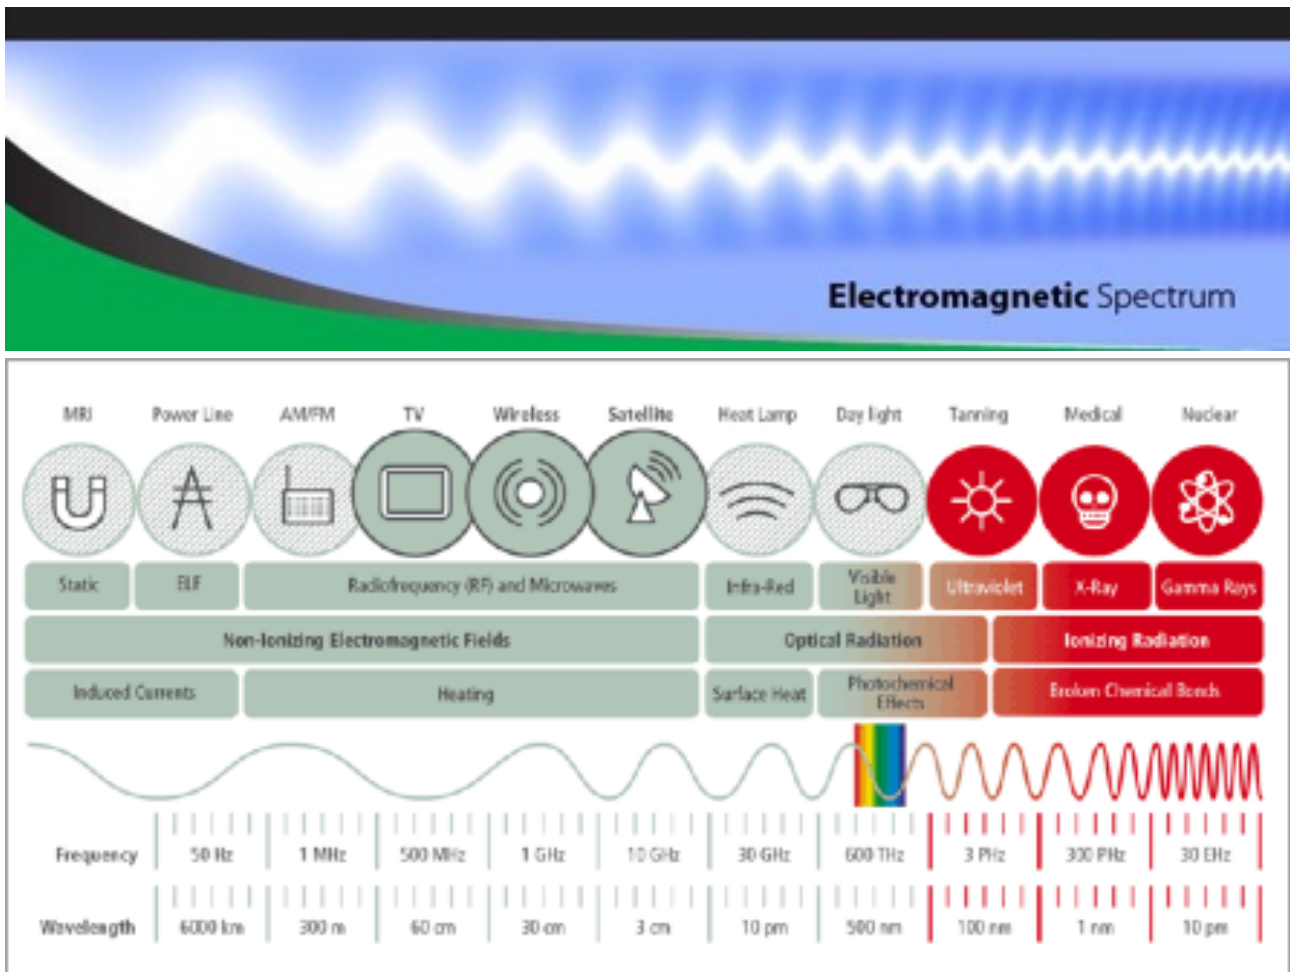 Electromagnetic Spectrum
MRI Power Line AM/FM TV Wireless Satellite Heat Lamp Day light Tanning Medical Nuclear
Static ELF Radiofrequency (RF) and Microwaves Infra-Red Visible Light Ultraviolet X-Ray Gamma Rays
Non-Ionizing Electromagnetic Fields Optical Radiation Ionizing Radiation
Induced Currents Heating Surface Heat Photochemical Effects Broken Chemical Bonds
Frequency 50 Hz 1 MHz 500 MHz 1 GHz 10 GHz 30 GHz 600 THz 3 PHz 300 PHz 30 EHz
Wavelength 6000 km 300 m 60 cm 30 cm 3 cm 10 pm 500 nm 100 nm 1 nm 10 pm